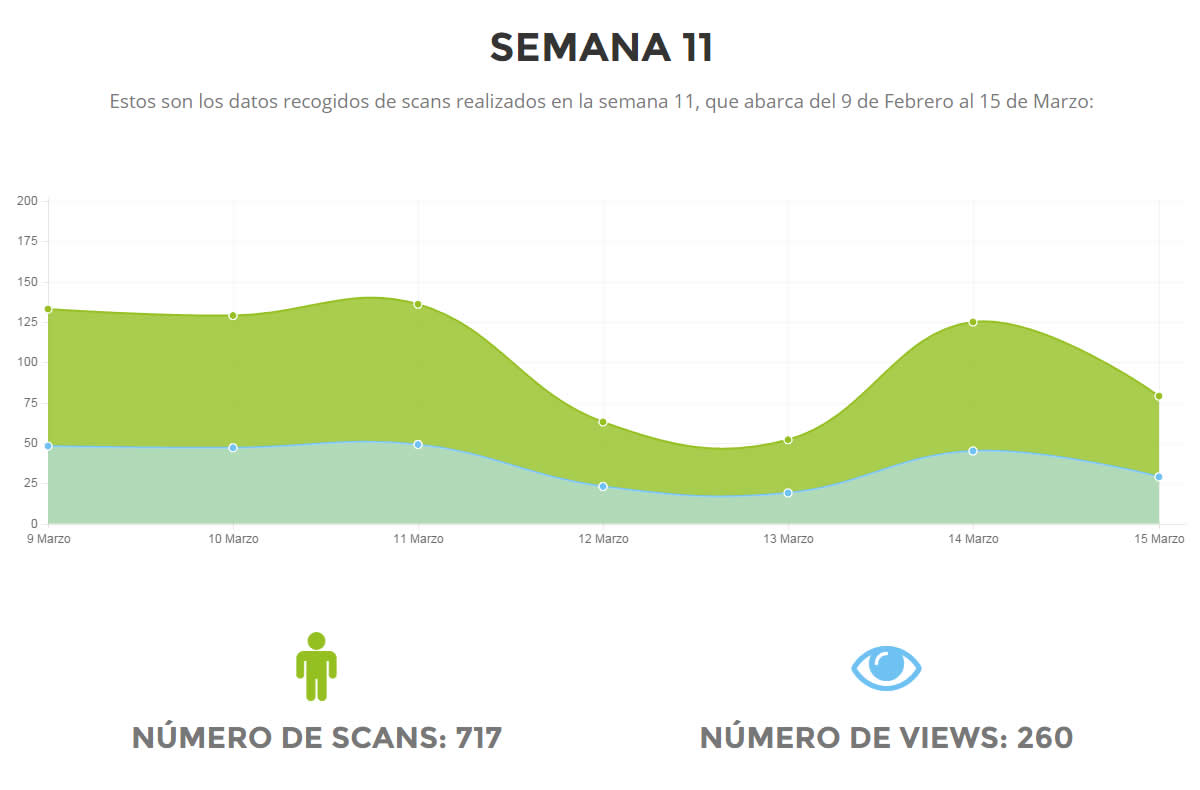 SEMANA 11
Estos son los datos recogidos de scans realizados en la semana 11, que abarca del 9 de Febrero al 15 de Marzo:
200
175
150
125
100
75
50
25
0
9 Marzo 10 Marzo 11 Marzo 12 Marzo 13 Marzo 14 Marzo 15 Marzo
NÚMERO DE SCANS: 717 NÚMERO DE VIEWS: 260